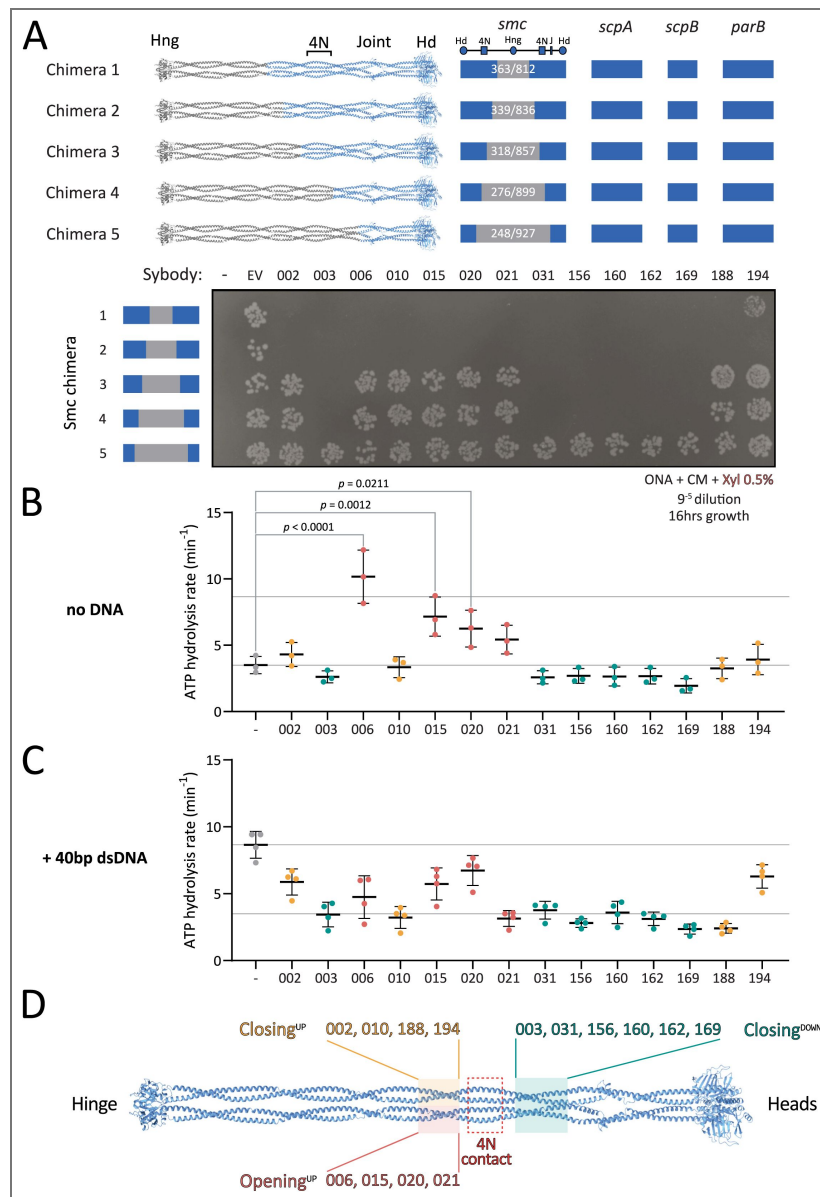 A
Hng 4N Joint Hd
smc scpA scpB parB
Hd 4N Hng 4N J Hd
Chimera 1 363/812
Chimera 2 339/836
Chimera 3 318/857
Chimera 4 276/899
Chimera 5 248/927
Sybody: - EV 002 003 006 010 015 020 021 031 156 160 162 169 188 194
Smc chimera
1
2
3
4
5
ONA + CM + Xyl 0.5%
9⁻⁵ dilution
16hrs growth
B
p = 0.0211
p = 0.0012
p < 0.0001
no DNA
ATP hydrolysis rate (min⁻¹)
15
10
5
0
- 002 003 006 010 015 020 021 031 156 160 162 169 188 194
C
+ 40bp dsDNA
ATP hydrolysis rate (min⁻¹)
15
10
5
0
- 002 003 006 010 015 020 021 031 156 160 162 169 188 194
D
Closingᵁᴾ 002, 010, 188, 194 003, 031, 156, 160, 162, 169 Closingᴰᴼᵂᴺ
Hinge Heads
4N
contact
Openingᵁᴾ 006, 015, 020, 021